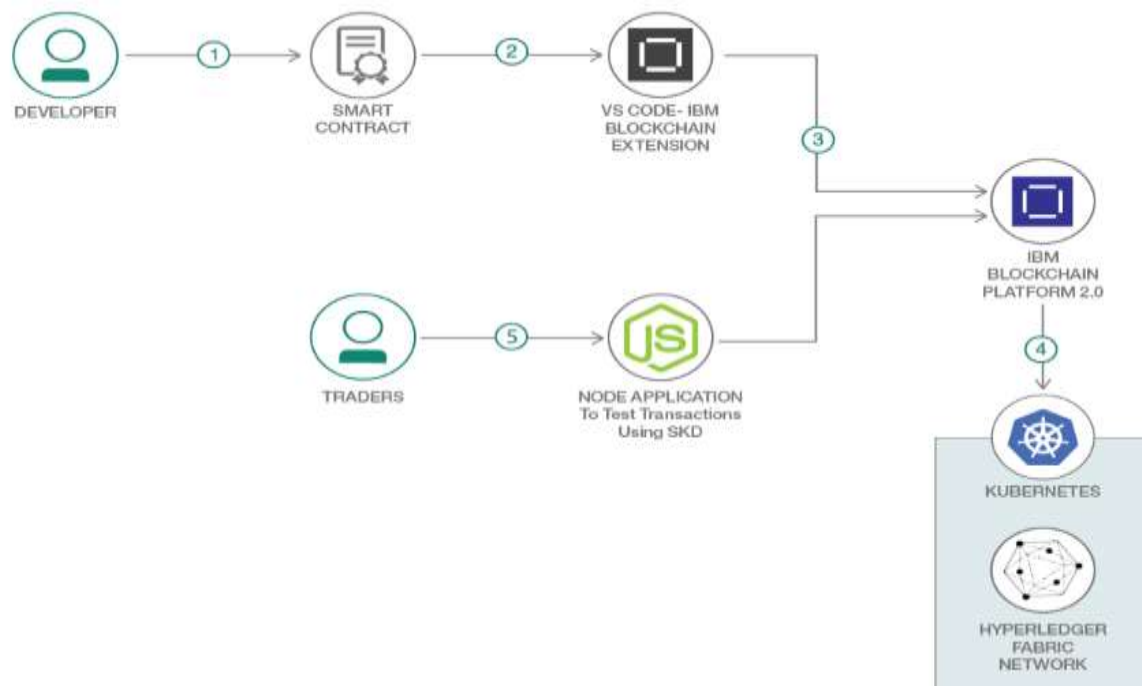 1
2
DEVELOPER
SMART
CONTRACT
VS CODE- IBM
BLOCKCHAIN
EXTENSION
3
IBM
BLOCKCHAIN
PLATFORM 2.0
5
JS
4
TRADERS
NODE APPLICATION
To Test Transactions
Using SKD
KUBERNETES
HYPERLEDGER
FABRIC
NETWORK